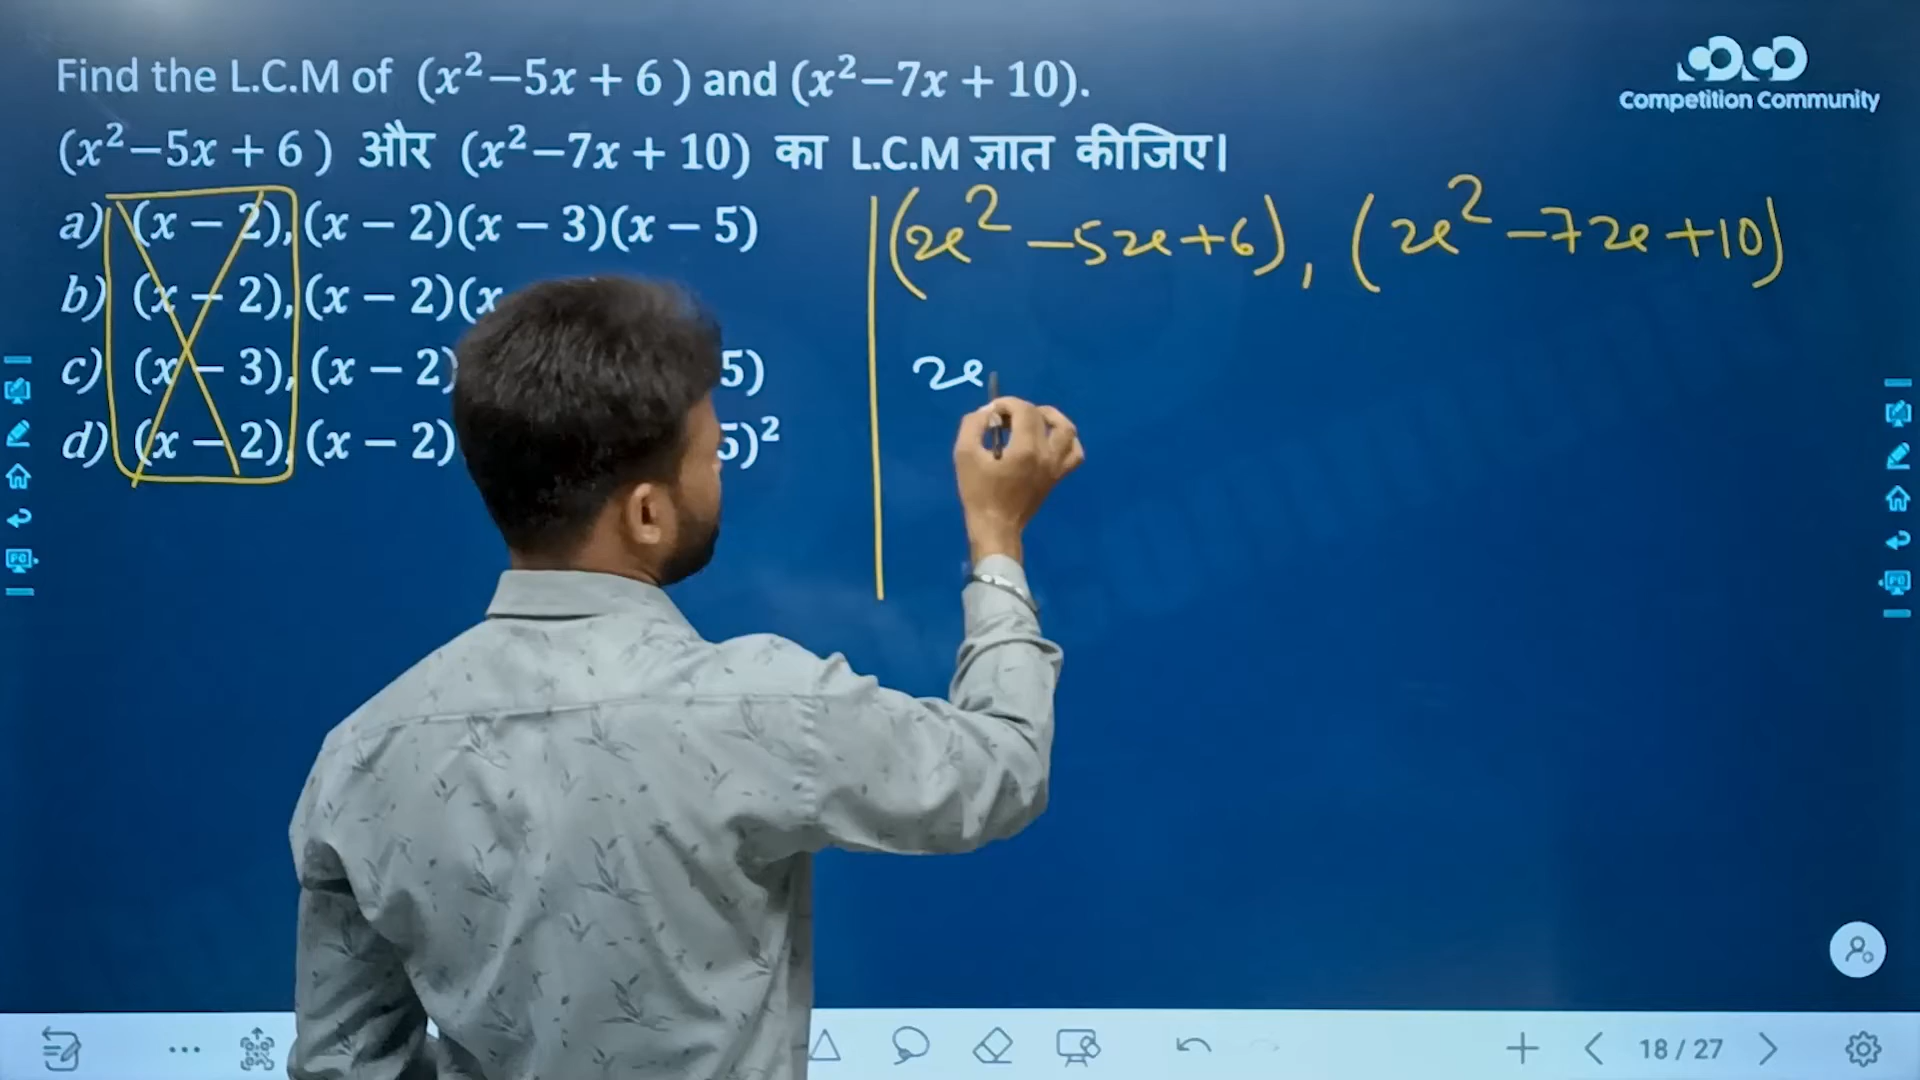 Find the L.C.M of (x²−5x + 6 ) and (x²−7x + 10).
(x²−5x + 6 ) और (x²−7x + 10) का L.C.M ज्ञात कीजिए।
a) (x − 2), (x − 2)(x − 3)(x − 5)
b) (x − 2), (x − 2)(x
c) (x − 3), (x − 2) 5)
d) (x − 2), (x − 2) 5)²
(x² −5x+6), (x² −7x+10)
x
Competition Community
18 / 27